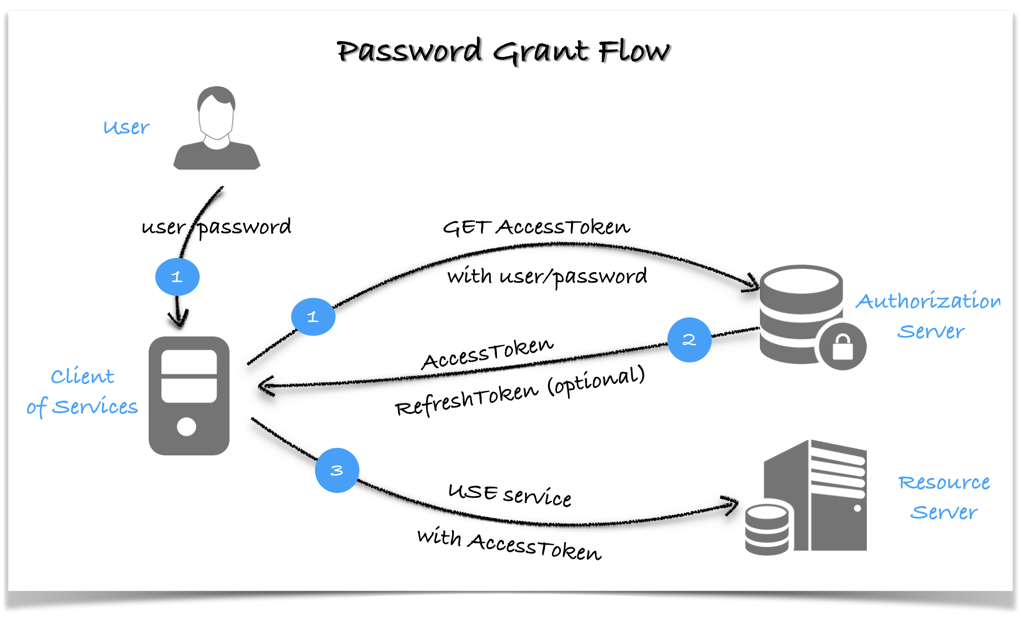 Password Grant Flow
User
user/password
1
GET AccessToken
with user/password
1
Authorization
Server
2
AccessToken
RefreshToken (optional)
Client
of Services
3
USE service
with AccessToken
Resource
Server